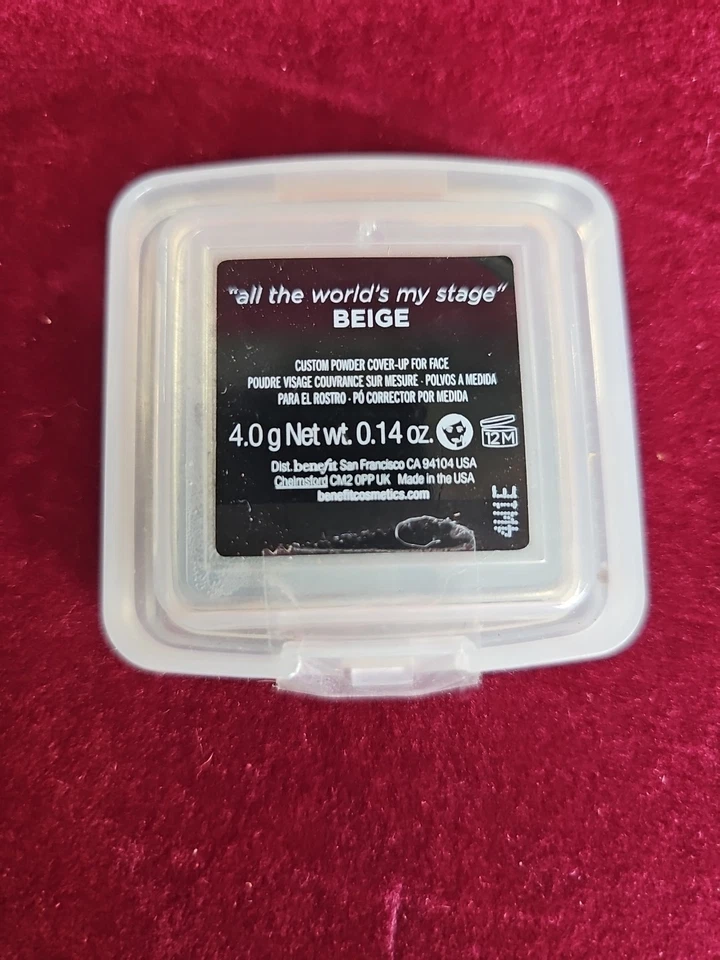 "all the world's my stage"
BEIGE
CUSTOM POWDER COVER-UP FOR FACE
POUDRE VISAGE COUVRANCE SUR MESURE · POLVOS A MEDIDA
PARA EL ROSTRO · PÓ CORRECTOR POR MEDIDA
4.0 g Net wt. 0.14 oz. 12M
Dist. benefit San Francisco CA 94104 USA
Chelmsford CM2 0PP UK Made in the USA
benefitcosmetics.com